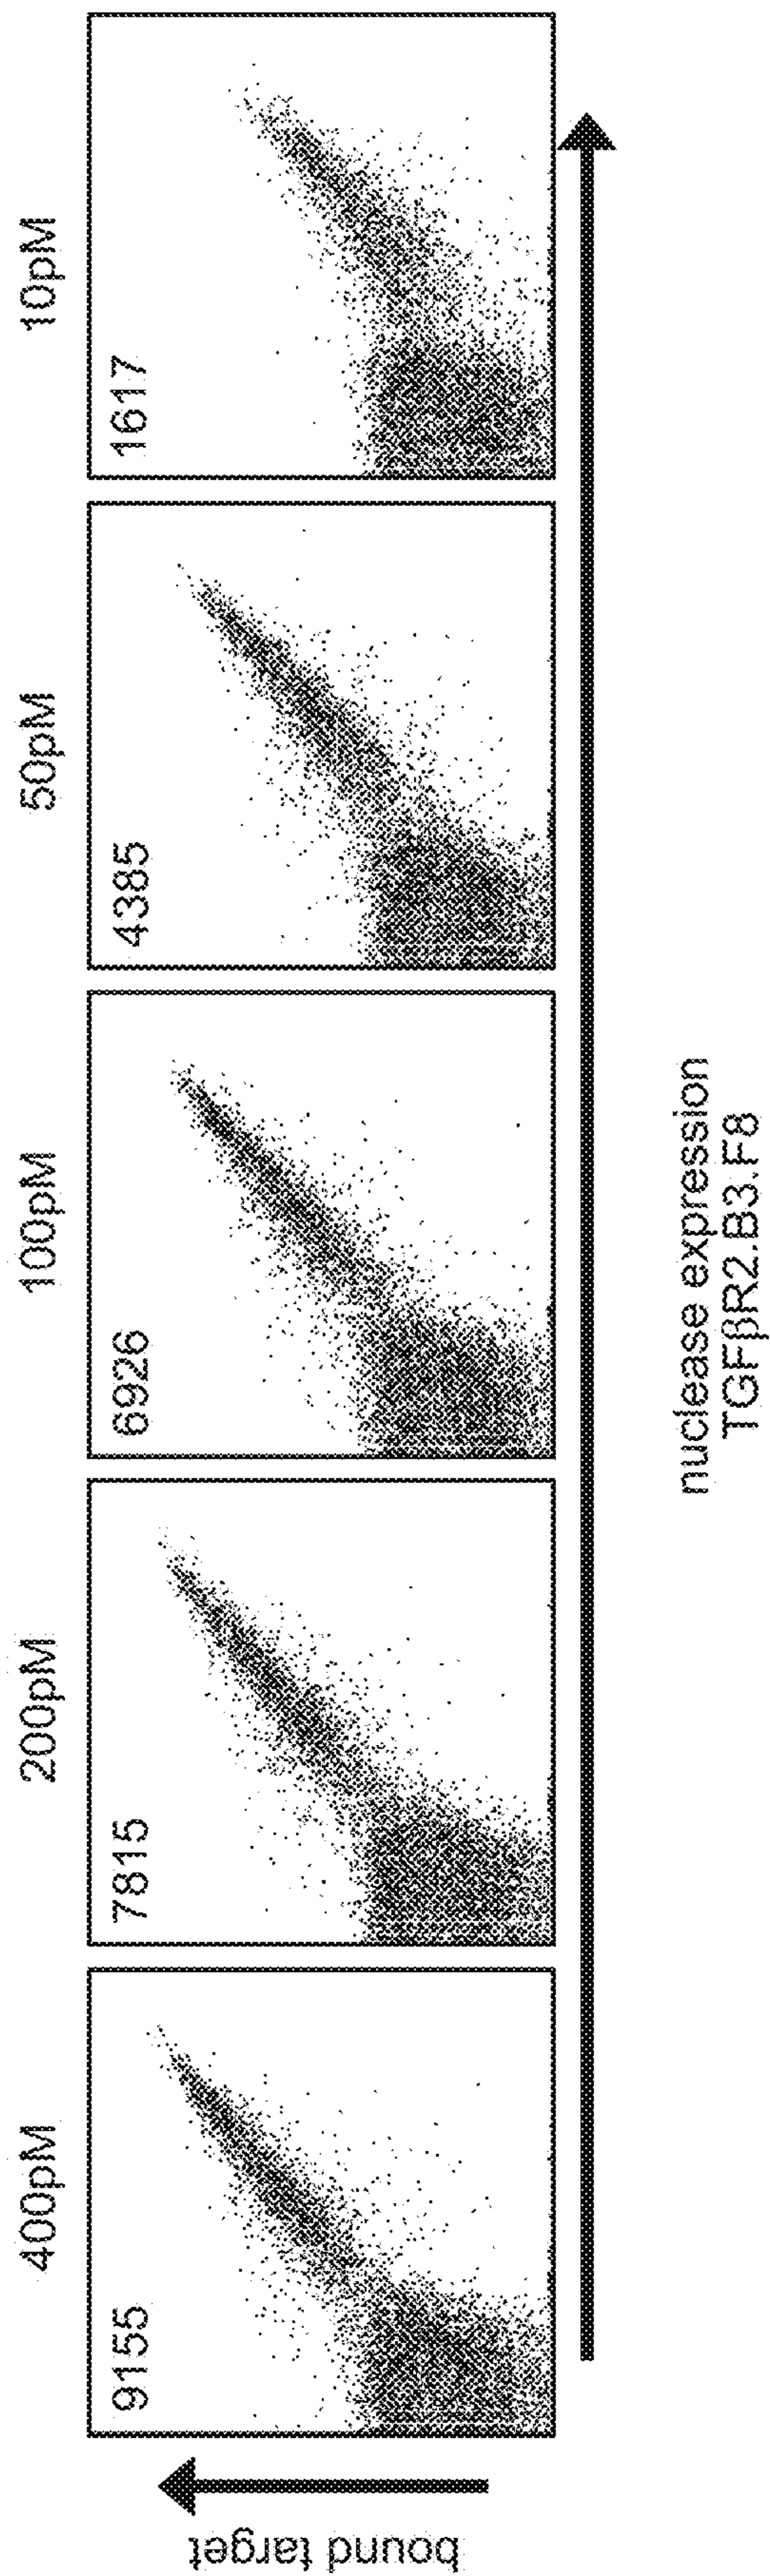 400pM 200pM 100pM 50pM 10pM
9155 7815 6926 4385 1617
bound target
nuclease expression
TGFβR2.B3.F8